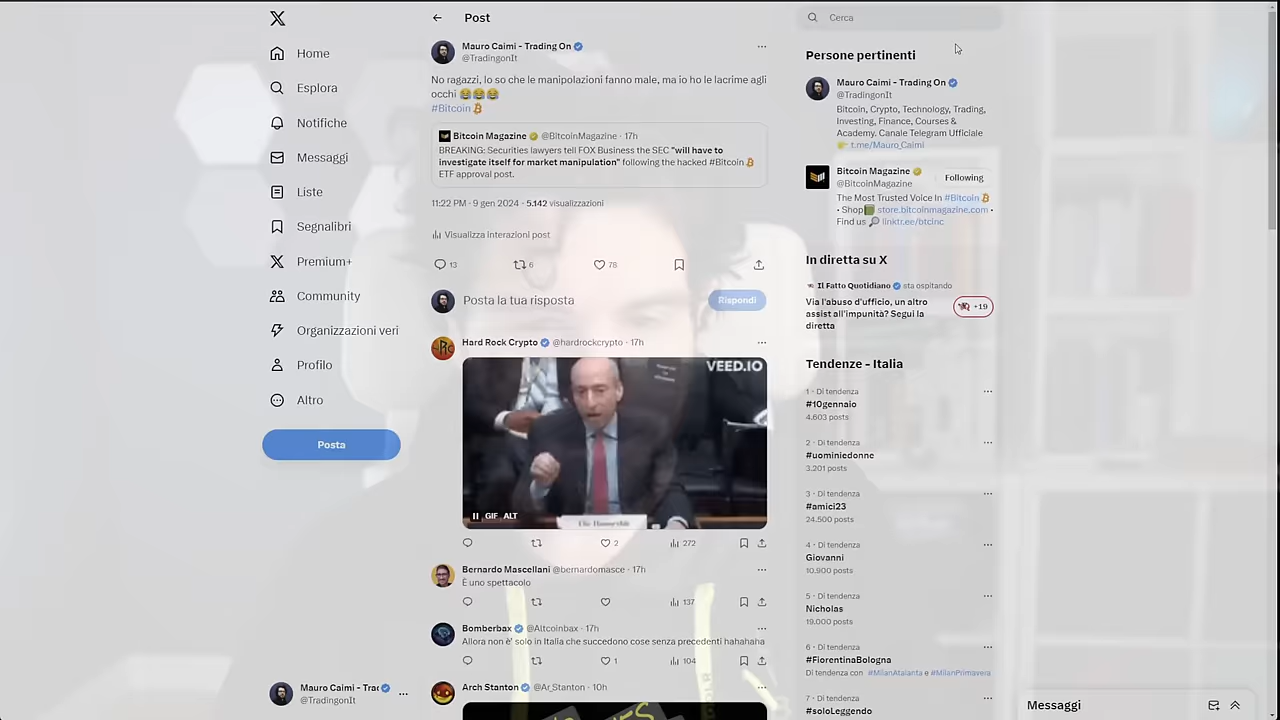 Home
Esplora
Notifiche
Messaggi
Liste
Segnalibri
Premium+
Community
Organizzazioni veri
Profilo
Altro
Posta
Mauro Caimi - Trac
@TradingonIt
Post
Mauro Caimi - Trading On
@TradingonIt
No ragazzi, lo so che le manipolazioni fanno male, ma io ho le lacrime agli
occhi 😂😂😂
#Bitcoin
Bitcoin Magazine @BitcoinMagazine · 17h
BREAKING: Securities lawyers tell FOX Business the SEC "will have to
investigate itself for market manipulation" following the hacked #Bitcoin
ETF approval post.
11:22 PM · 9 gen 2024 · 5.142 visualizzazioni
Visualizza interazioni post
13 6 78
Posta la tua risposta
Rispondi
Hard Rock Crypto @hardrockcrypto · 17h
VEED.IO
GIF ALT
2 272
Bernardo Mascellani @bernardomasce · 17h
È uno spettacolo
137
Bomberbax @Altcoinbax · 17h
Allora non è' solo in Italia che succedono cose senza precedenti hahahaha
1 104
Arch Stanton @Ar_Stanton · 10h
Cerca
Persone pertinenti
Mauro Caimi - Trading On
@TradingonIt
Bitcoin, Crypto, Technology, Trading,
Investing, Finance, Courses &
Academy. Canale Telegram Ufficiale
👉 t.me/Mauro_Caimi
Bitcoin Magazine
@BitcoinMagazine
Following
The Most Trusted Voice In #Bitcoin
• Shop📗 store.bitcoinmagazine.com •
Find us 🔎 linktr.ee/btcinc
In diretta su X
Il Fatto Quotidiano sta ospitando
Via l'abuso d'ufficio, un altro
assist all'impunità? Segui la
diretta
+19
Tendenze - Italia
1 · Di tendenza
#10gennaio
4.603 posts
2 · Di tendenza
#uominiedonne
3.201 posts
3 · Di tendenza
#amici23
24.500 posts
4 · Di tendenza
Giovanni
10.900 posts
5 · Di tendenza
Nicholas
19.000 posts
6 · Di tendenza
#FiorentinaBologna
Di tendenza con #MilanAtalanta e #MilanPrimavera
7 · Di tendenza
#soloLeggendo
Messaggi